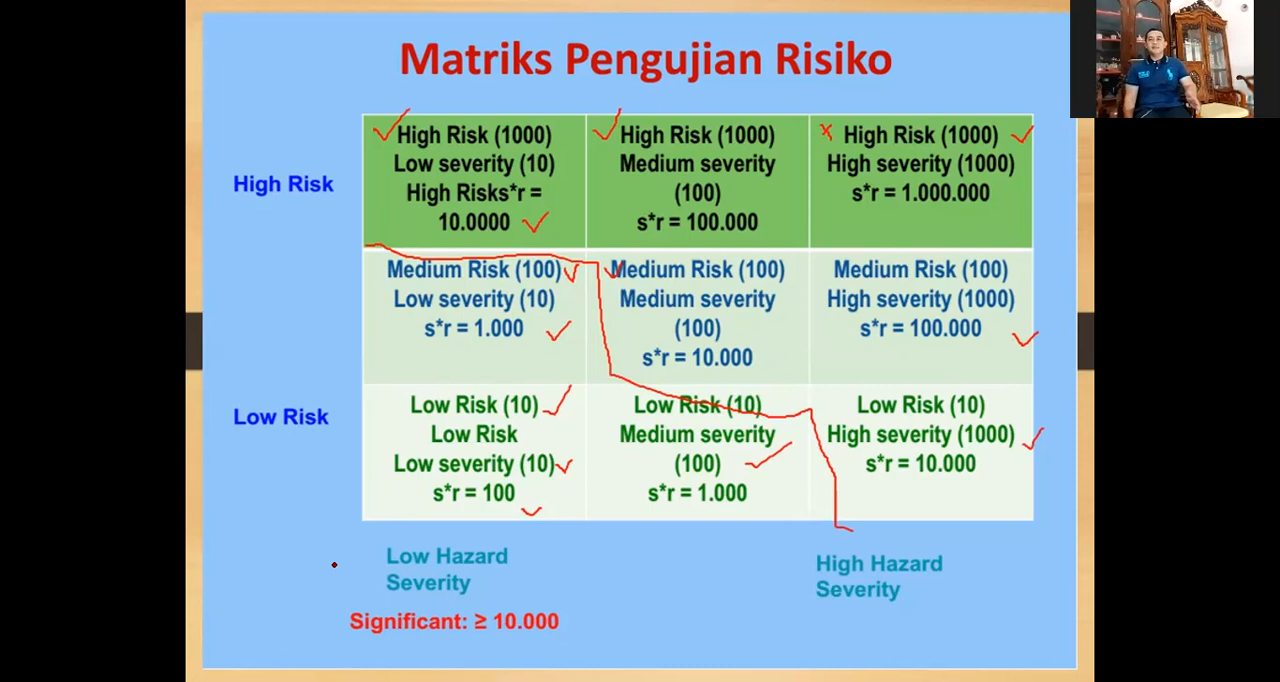 Matriks Pengujian Risiko
High Risk
High Risk (1000)
Low severity (10)
High Risks*r =
10.0000
High Risk (1000)
Medium severity
(100)
s*r = 100.000
High Risk (1000)
High severity (1000)
s*r = 1.000.000
Medium Risk (100)
Low severity (10)
s*r = 1.000
Medium Risk (100)
Medium severity
(100)
s*r = 10.000
Medium Risk (100)
High severity (1000)
s*r = 100.000
Low Risk
Low Risk (10)
Low Risk
Low severity (10)
s*r = 100
Low Risk (10)
Medium severity
(100)
s*r = 1.000
Low Risk (10)
High severity (1000)
s*r = 10.000
Low Hazard
Severity
High Hazard
Severity
Significant: ≥ 10.000